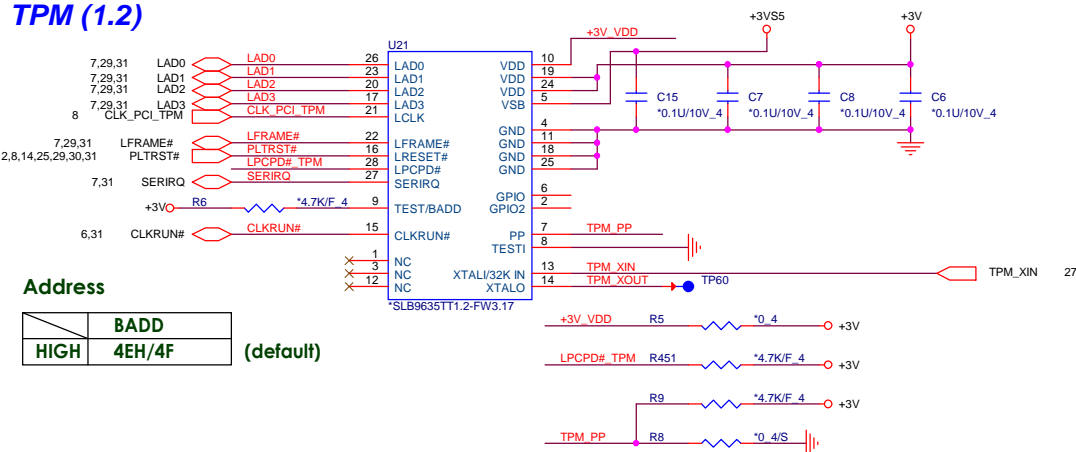 TPM (1.2)
+3VS5
+3V
+3V_VDD
U21
7,29,31 LAD0 LAD0 26 LAD0 VDD 10
7,29,31 LAD1 LAD1 23 LAD1 VDD 19
7,29,31 LAD2 LAD2 20 LAD2 VDD 24
7,29,31 LAD3 LAD3 17 LAD3 VSB 5
8 CLK_PCI_TPM CLK_PCI_TPM 21 LCLK
C15 C7 C8 C6
*0.1U/10V_4 *0.1U/10V_4 *0.1U/10V_4 *0.1U/10V_4
GND 4
7,29,31 LFRAME# LFRAME# 22 LFRAME# GND 11
2,8,14,25,29,30,31 PLTRST# PLTRST# 16 LRESET# GND 18
LPCPD#_TPM 28 LPCPD# GND 25
7,31 SERIRQ SERIRQ 27 SERIRQ
GPIO 6
+3V R6 *4.7K/F_4 9 TEST/BADD GPIO2 2
6,31 CLKRUN# CLKRUN# 15 CLKRUN# PP 7 TPM_PP
TESTI 8
1 NC
3 NC XTALI/32K IN 13 TPM_XIN TPM_XIN 27
12 NC XTALO 14 TPM_XOUT TP60
*SLB9635TT1.2-FW3.17
Address
BADD
HIGH 4EH/4F (default)
+3V_VDD R5 *0_4 +3V
LPCPD#_TPM R451 *4.7K/F_4 +3V
R9 *4.7K/F_4 +3V
TPM_PP R8 *0_4/S